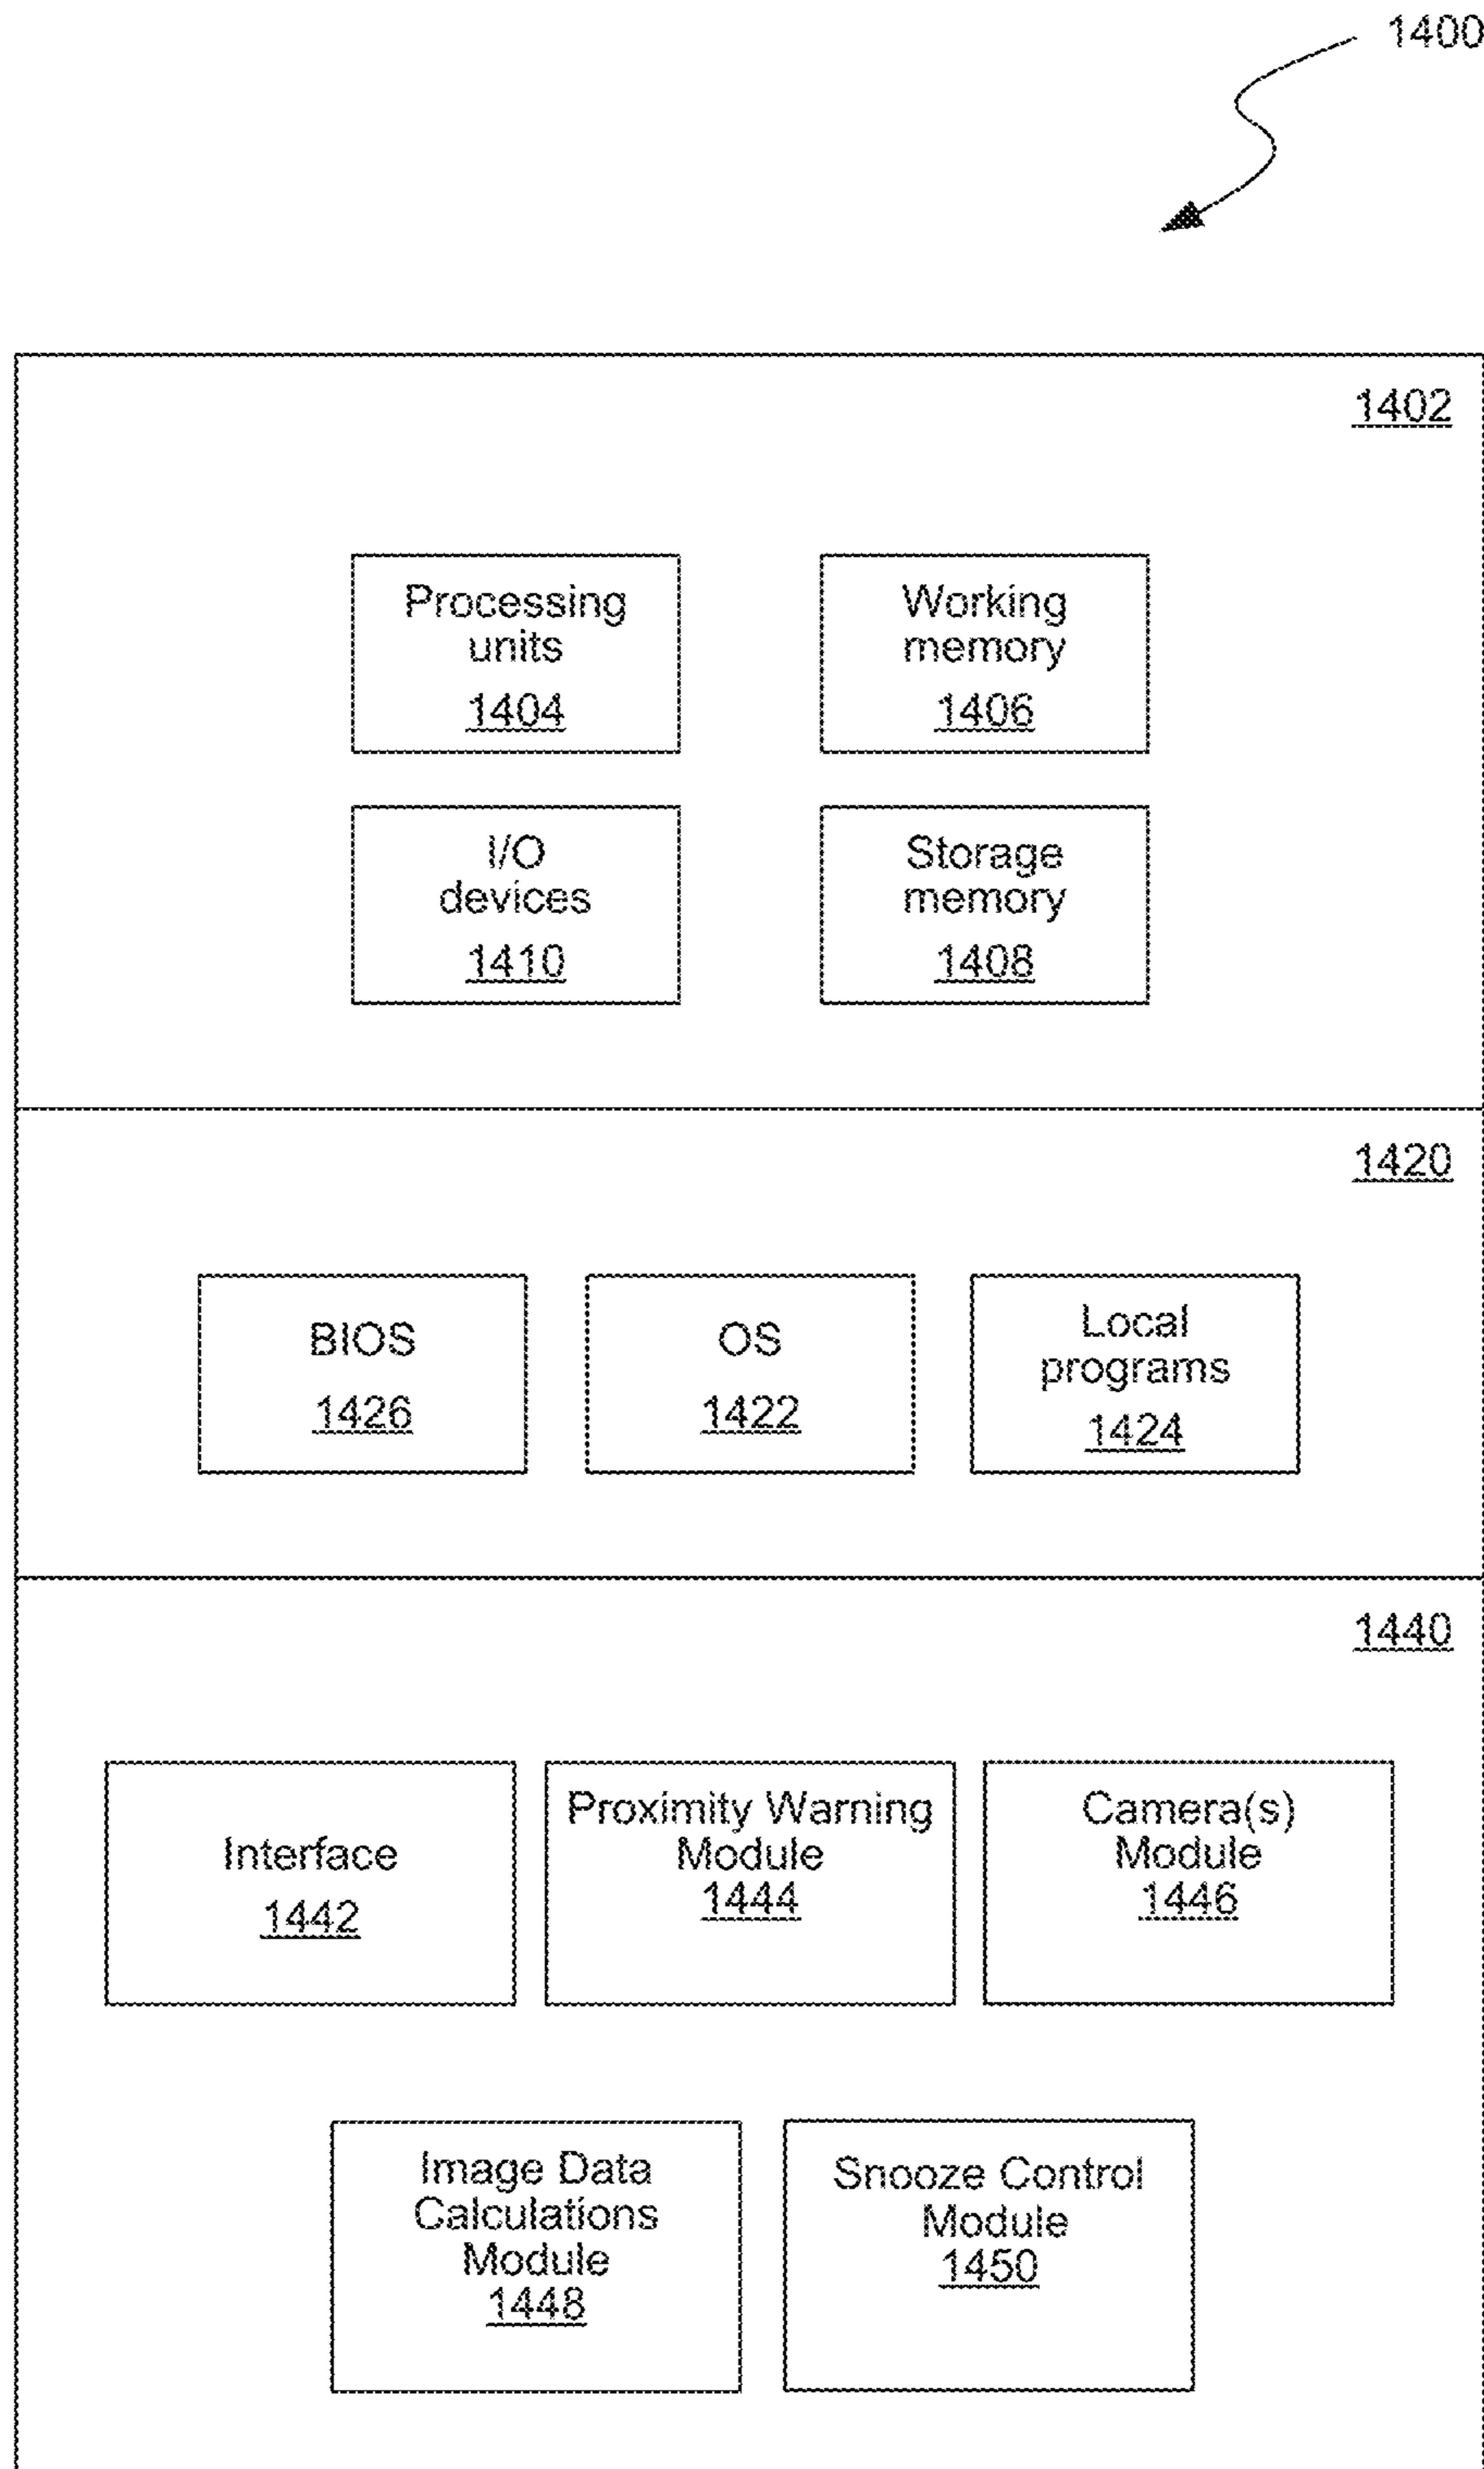 1400
1402
Processing
units
1404
Working
memory
1406
I/O
devices
1410
Storage
memory
1408
1420
BIOS
1426
OS
1422
Local
programs
1424
1440
Interface
1442
Proximity Warning
Module
1444
Camera(s)
Module
1446
Image Data
Calculations
Module
1448
Snooze Control
Module
1450